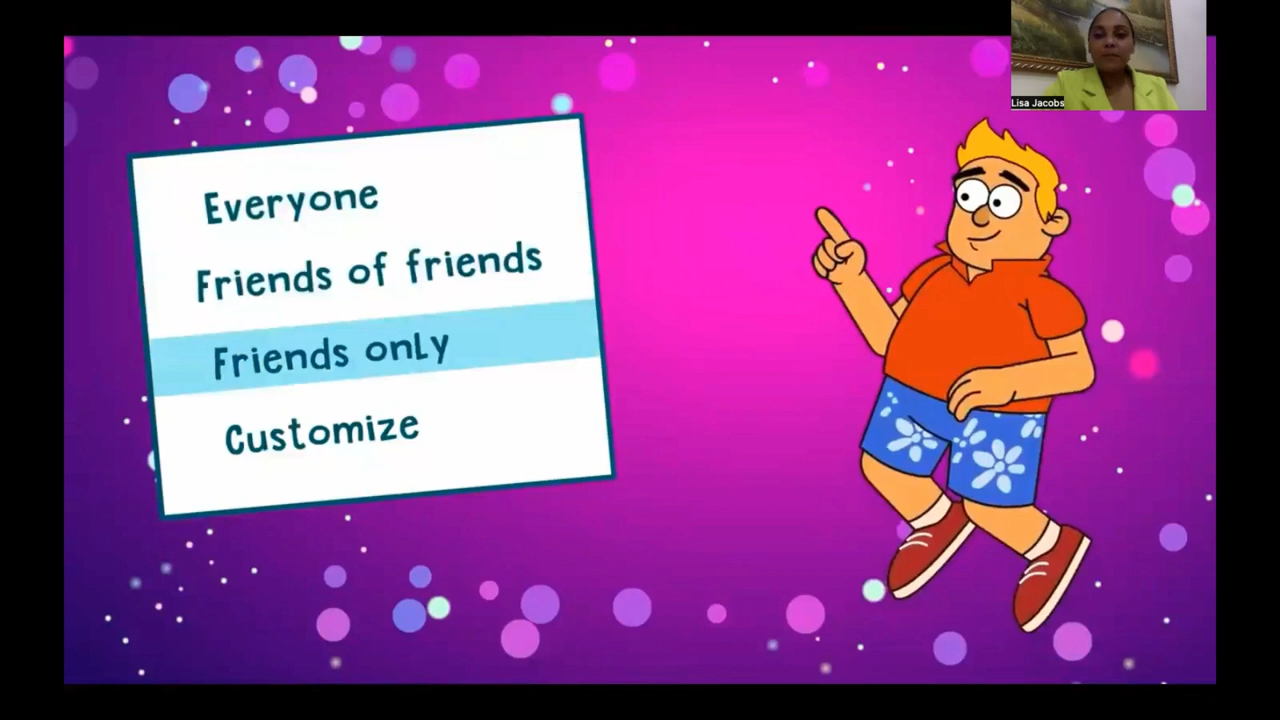 Lisa Jacobs
Everyone
Friends of friends
Friends only
Customize